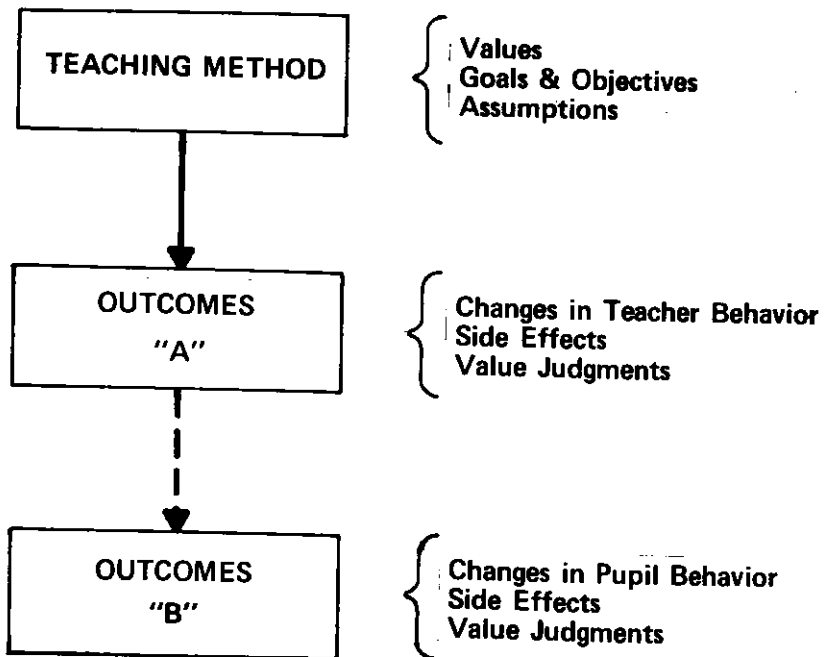 TEACHING METHOD
Values
Goals & Objectives
Assumptions
OUTCOMES
"A"
Changes in Teacher Behavior
Side Effects
Value Judgments
OUTCOMES
"B"
Changes in Pupil Behavior
Side Effects
Value Judgments